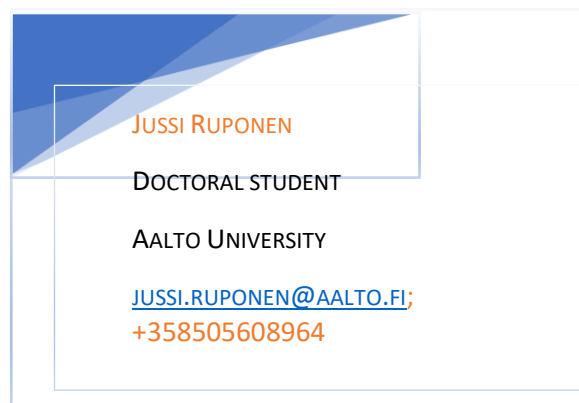 JUSSI RUPONEN
DOCTORAL STUDENT
AALTO UNIVERSITY
JUSSI.RUPONEN@AALTO.FI;
+358505608964